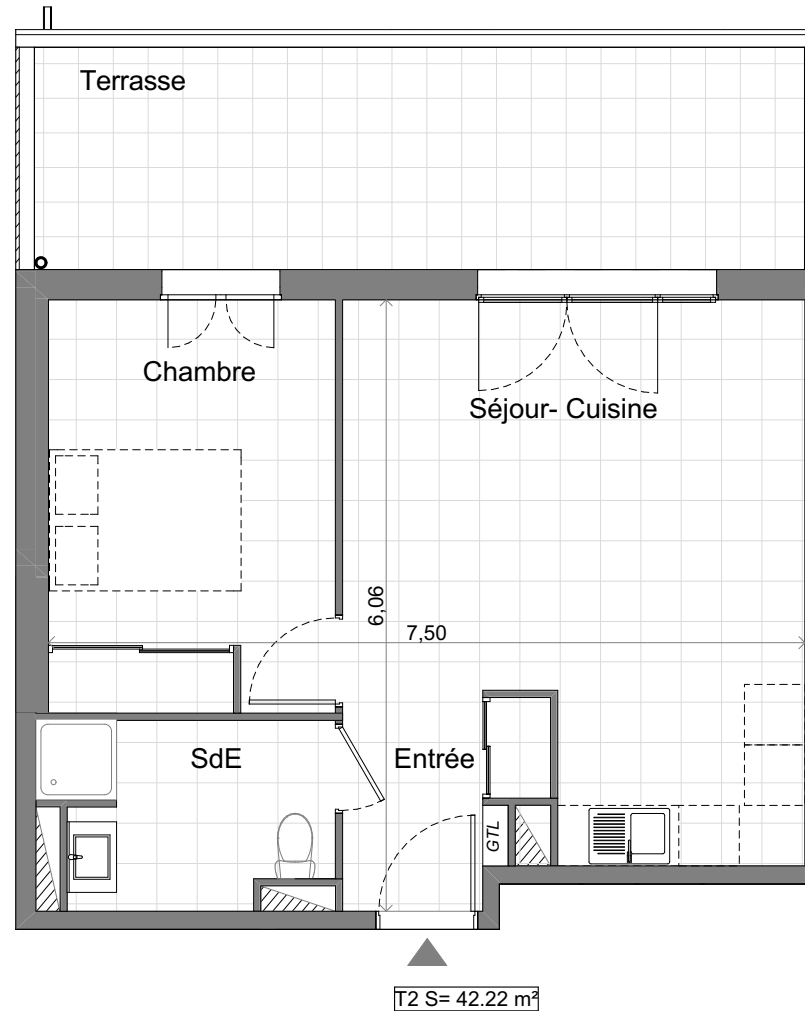 Terrasse
Chambre
Séjour- Cuisine
6,06
7,50
SdE
Entrée
GTL
T2 S= 42.22 m²